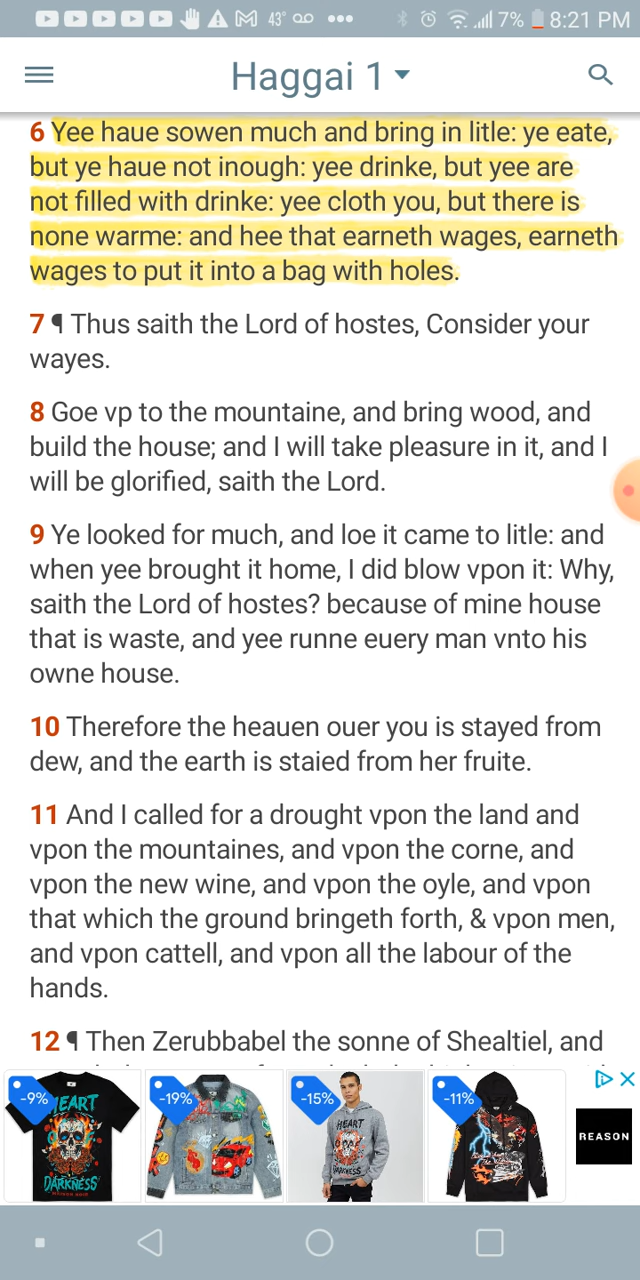 43° 7% 8:21 PM
Haggai 1
6 Yee haue sowen much and bring in litle: ye eate,
but ye haue not inough: yee drinke, but yee are
not filled with drinke: yee cloth you, but there is
none warme: and hee that earneth wages, earneth
wages to put it into a bag with holes.
7 ¶ Thus saith the Lord of hostes, Consider your
wayes.
8 Goe vp to the mountaine, and bring wood, and
build the house; and I will take pleasure in it, and I
will be glorified, saith the Lord.
9 Ye looked for much, and loe it came to litle: and
when yee brought it home, I did blow vpon it: Why,
saith the Lord of hostes? because of mine house
that is waste, and yee runne euery man vnto his
owne house.
10 Therefore the heauen ouer you is stayed from
dew, and the earth is staied from her fruite.
11 And I called for a drought vpon the land and
vpon the mountaines, and vpon the corne, and
vpon the new wine, and vpon the oyle, and vpon
that which the ground bringeth forth, & vpon men,
and vpon cattell, and vpon all the labour of the
hands.
12 ¶ Then Zerubbabel the sonne of Shealtiel, and
-9% -19% -15% -11%
HEART
DARKNESS
HEART
DARKNESS
REASON